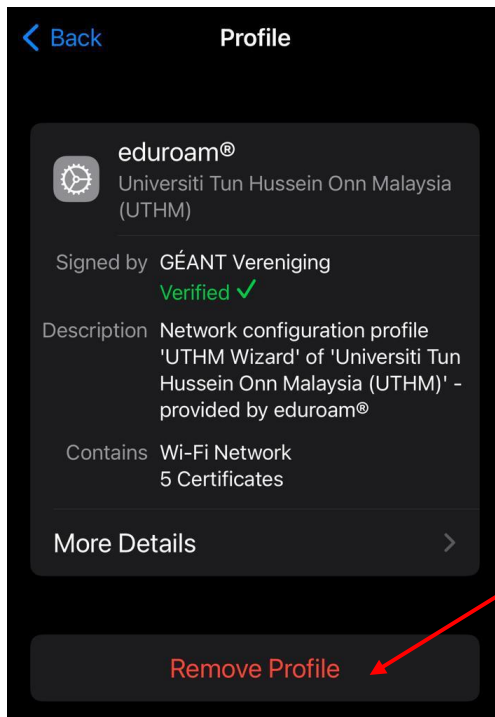 Back
Profile
eduroam®
Universiti Tun Hussein Onn Malaysia
(UTHM)
Signed by GÉANT Vereniging
Verified ✓
Description Network configuration profile
'UTHM Wizard' of 'Universiti Tun
Hussein Onn Malaysia (UTHM)' -
provided by eduroam®
Contains Wi-Fi Network
5 Certificates
More Details
Remove Profile